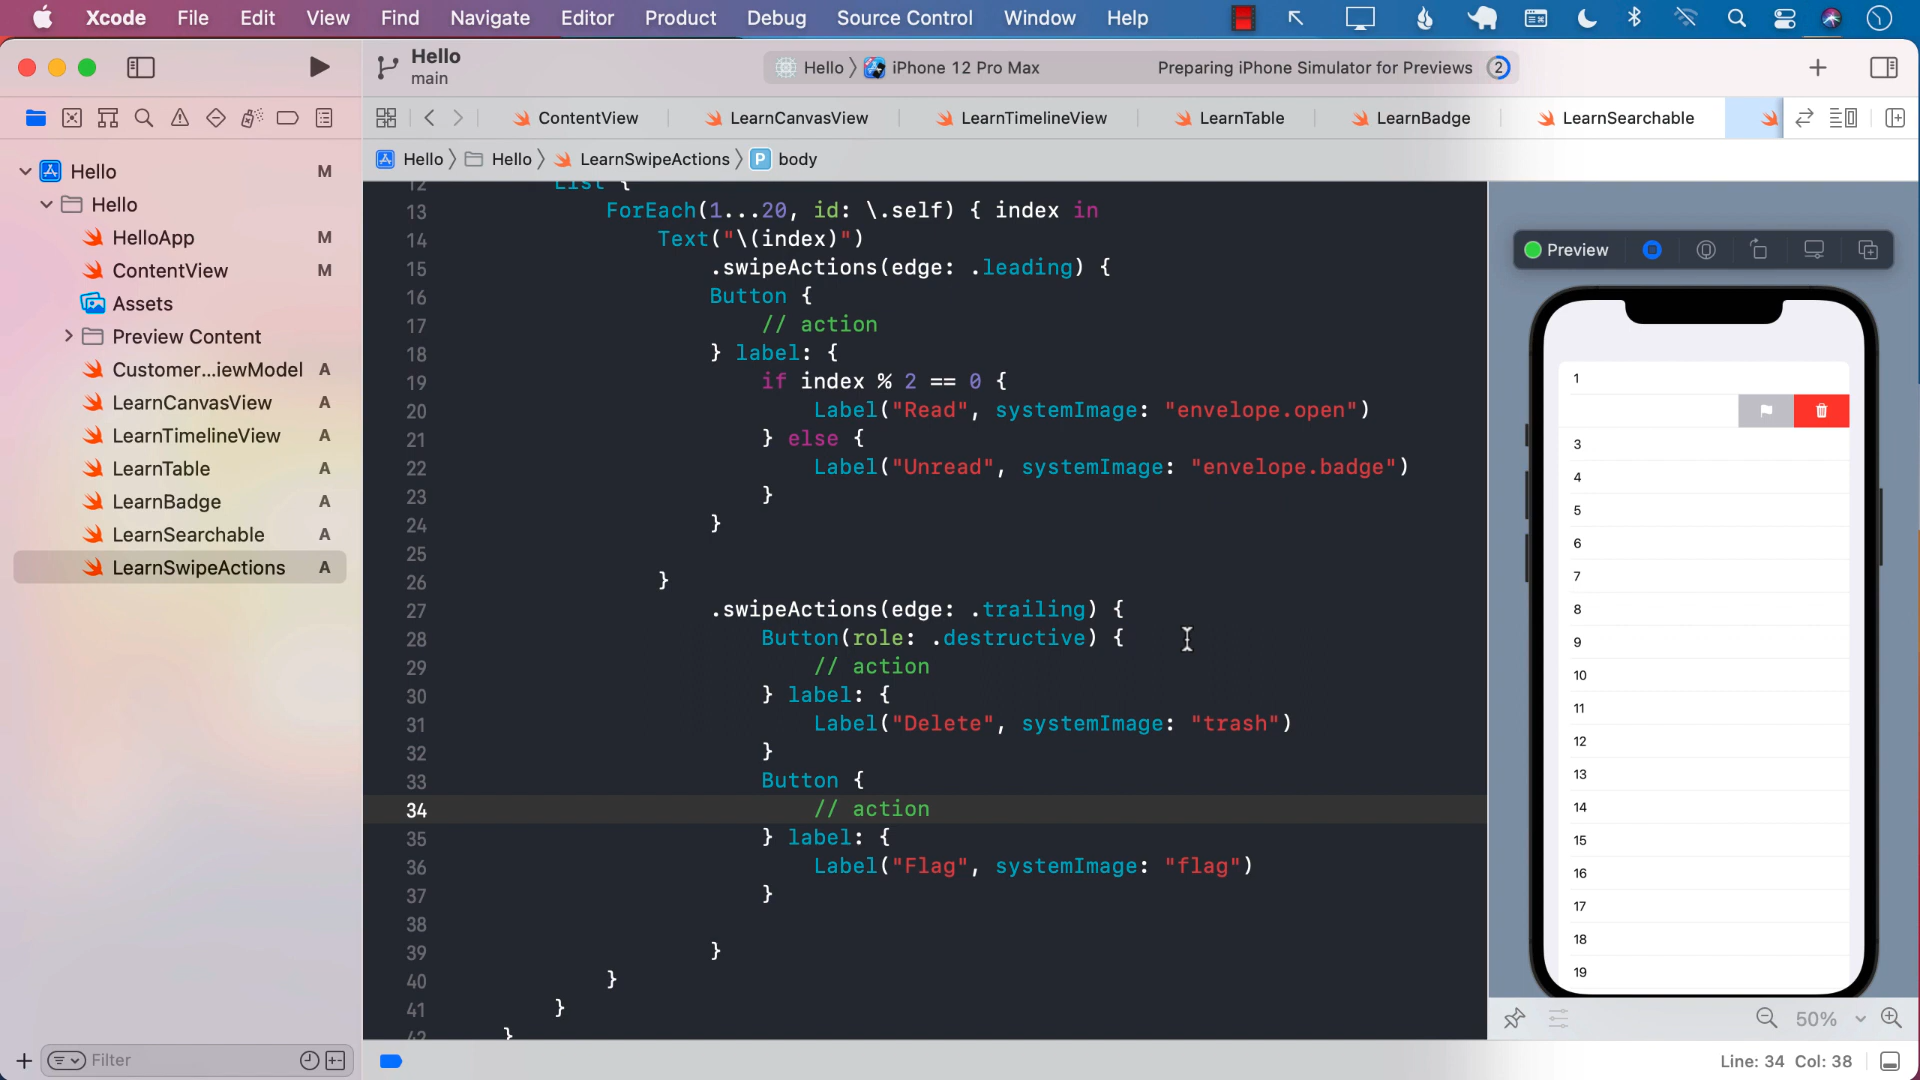 Xcode File Edit View Find Navigate Editor Product Debug Source Control Window Help
Hello
main
Hello iPhone 12 Pro Max Preparing iPhone Simulator for Previews 2
ContentView LearnCanvasView LearnTimelineView LearnTable LearnBadge LearnSearchable
Hello Hello LearnSwipeActions P body
Hello M
Hello
HelloApp M
ContentView M
Assets
Preview Content
Customer...iewModel A
LearnCanvasView A
LearnTimelineView A
LearnTable A
LearnBadge A
LearnSearchable A
LearnSwipeActions A
Filter
12 List {
13 ForEach(1...20, id: \.self) { index in
14 Text("\(index)")
15 .swipeActions(edge: .leading) {
16 Button {
17 // action
18 } label: {
19 if index % 2 == 0 {
20 Label("Read", systemImage: "envelope.open")
21 } else {
22 Label("Unread", systemImage: "envelope.badge")
23 }
24 }
25
26 }
27 .swipeActions(edge: .trailing) {
28 Button(role: .destructive) {
29 // action
30 } label: {
31 Label("Delete", systemImage: "trash")
32 }
33 Button {
34 // action
35 } label: {
36 Label("Flag", systemImage: "flag")
37 }
38
39 }
40 }
41 }
42 }
Preview
1
3
4
5
6
7
8
9
10
11
12
13
14
15
16
17
18
19
50%
Line: 34 Col: 38